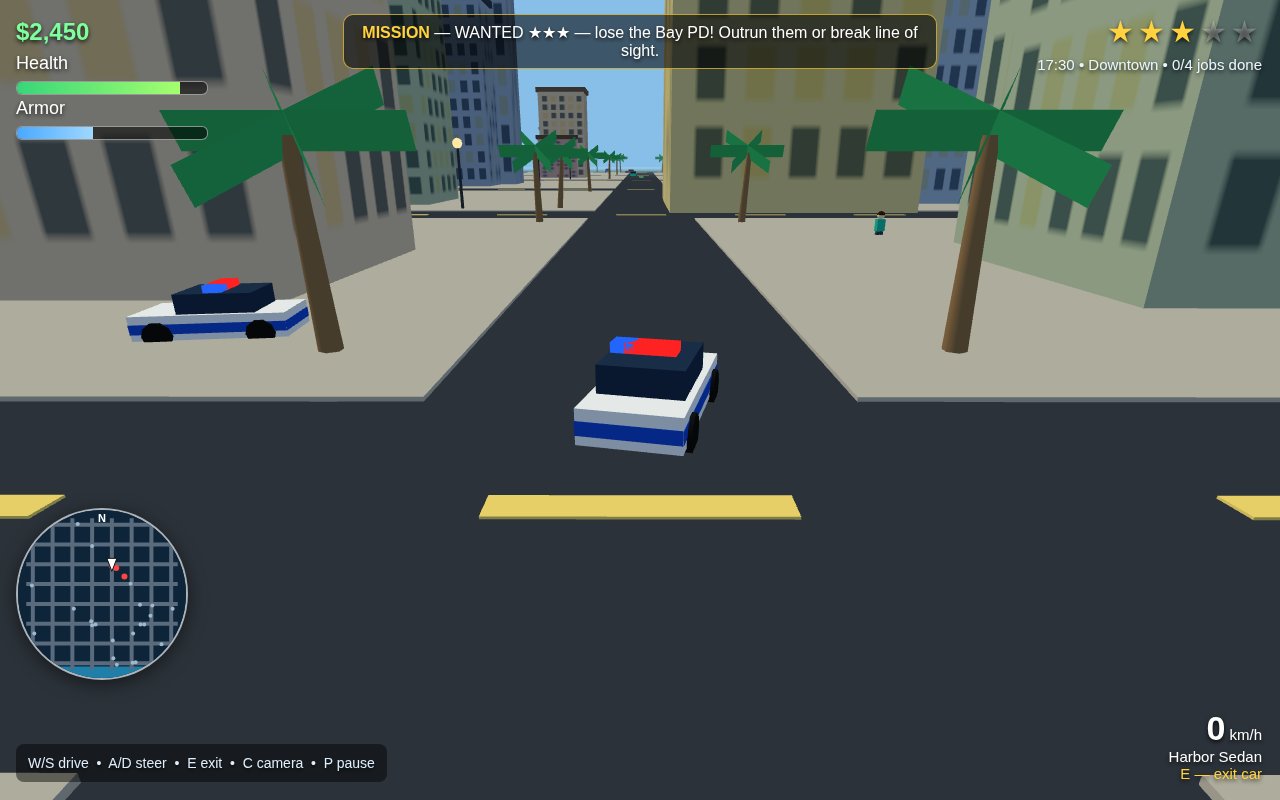 $2,450
Health
Armor
MISSION — WANTED ★★★ — lose the Bay PD! Outrun them or break line of
sight.
★★★★★
17:30 • Downtown • 0/4 jobs done
N
W/S drive • A/D steer • E exit • C camera • P pause
0 km/h
Harbor Sedan
E — exit car